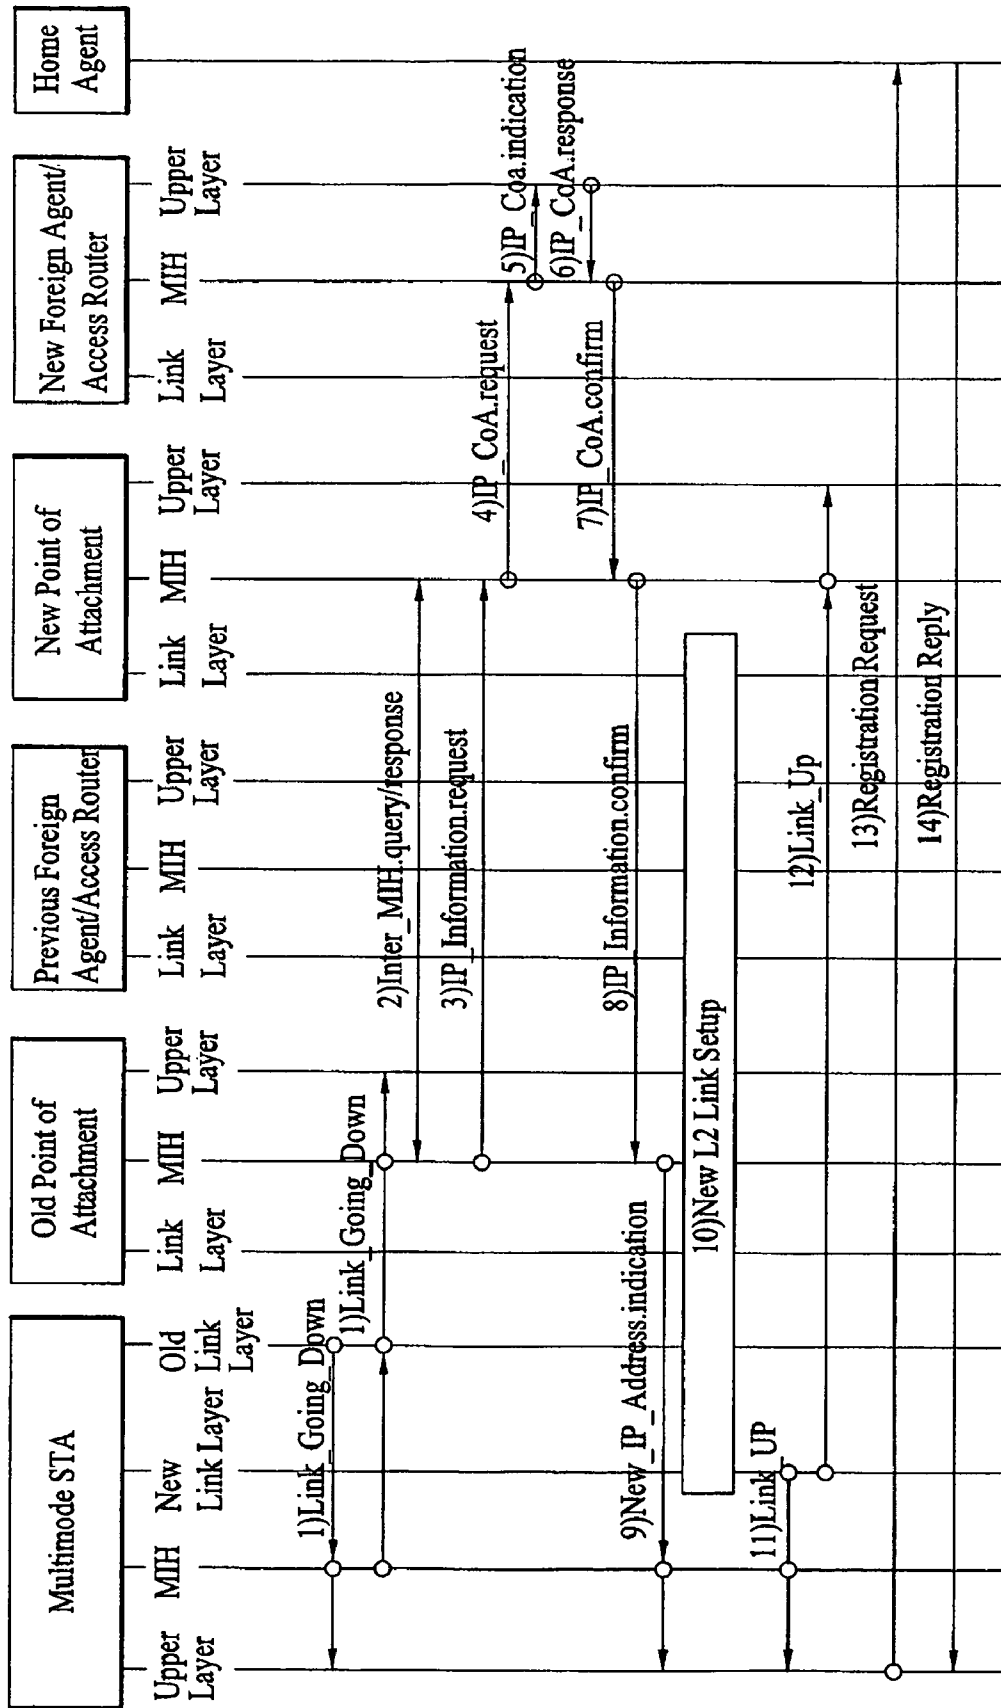 Multimode STA
Old Point of
Attachment
Previous Foreign
Agent/Access Router
New Point of
Attachment
New Foreign Agent/
Access Router
Home
Agent
Upper
Layer
MIH
New
Link Layer
Old
Link
Layer
Link
Layer
MIH
Upper
Layer
Link
Layer
MIH
Upper
Layer
Link
Layer
MIH
Upper
Layer
Link
Layer
MIH
Upper
Layer
1)Link_Going_Down
1)Link_Going_Down
2)Inter_MIH.query/response
3)IP_Information.request
4)IP_CoA.request
5)IP_Coa.indication
6)IP_CoA.response
7)IP_CoA.confirm
8)IP_Information.confirm
9)New_IP_Address.indication
10)New L2 Link Setup
11)Link_UP
12)Link_Up
13)Registration Request
14)Registration Reply